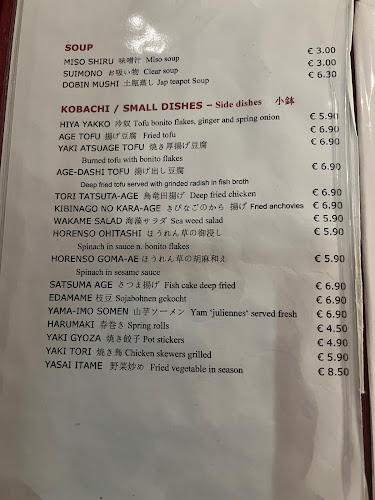 SOUP
MISO SHIRU 味噌汁 Miso soup € 3.00
SUIMONO お吸い物 Clear soup € 3.00
DOBIN MUSHI 土瓶蒸し Jap teapot Soup € 6.30
KOBACHI / SMALL DISHES – Side dishes 小鉢
HIYA YAKKO 冷奴 Tofu bonito flakes, ginger and spring onion € 5.90
AGE TOFU 揚げ豆腐 Fried tofu € 6.90
YAKI ATSUAGE TOFU 焼き厚揚げ豆腐 € 6.90
Burned tofu with bonito flakes
AGE-DASHI TOFU 揚げ出し豆腐 € 6.90
Deep fried tofu served with grinded radish in fish broth
TORI TATSUTA-AGE 鳥竜田揚げ Deep fried chicken € 6.90
KIBINAGO NO KARA-AGE きびなごのから 揚げ Fried anchovies € 6.90
WAKAME SALAD 海藻サラダ Sea weed salad € 5.90
HORENSO OHITASHI ほうれん草の御浸し € 5.90
Spinach in sauce n. bonito flakes
HORENSO GOMA-AE ほうれん草の胡麻和え € 5.90
Spinach in sesame sauce
SATSUMA AGE さつま揚げ Fish cake deep fried € 6.90
EDAMAME 枝豆 Sojabohnen gekocht € 6.90
YAMA-IMO SOMEN 山芋ソーメン Yam ‘juliennes‘ served fresh € 6.90
HARUMAKI 春巻き Spring rolls € 4.50
YAKI GYOZA 焼き餃子 Pot stickers € 4.90
YAKI TORI 焼き鳥 Chicken skewers grilled € 5.90
YASAI ITAME 野菜炒め Fried vegetable in season € 8.50